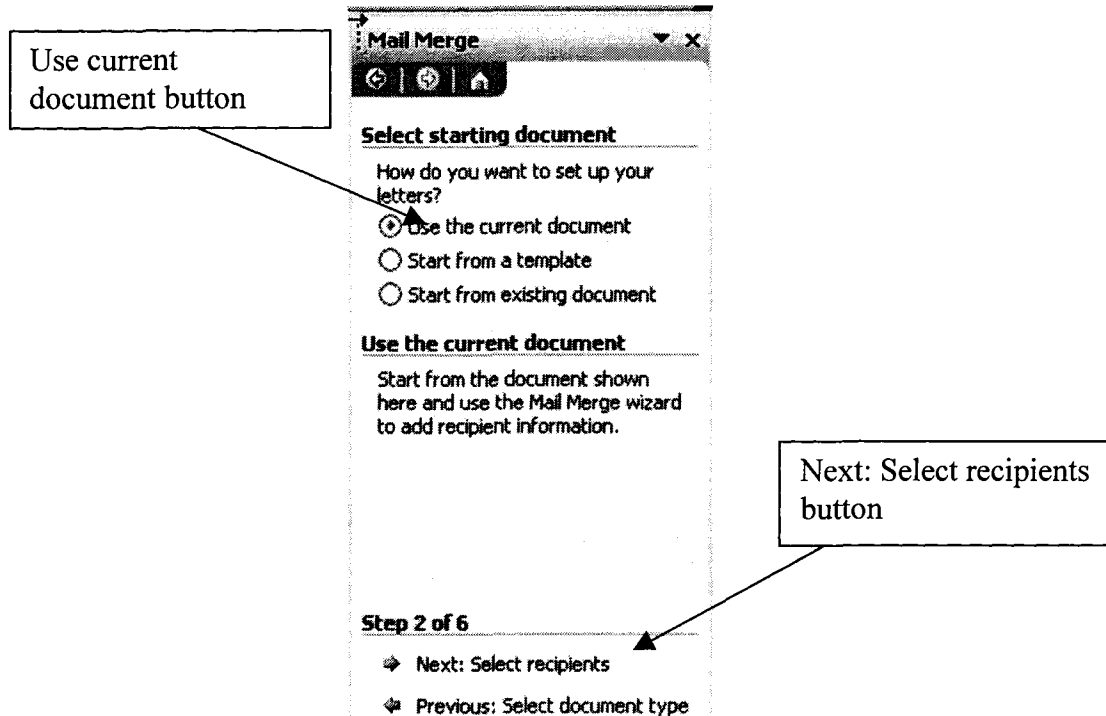 Mail Merge
Use current
document button
Select starting document
How do you want to set up your
letters?
Use the current document
Start from a template
Start from existing document
Use the current document
Start from the document shown
here and use the Mail Merge wizard
to add recipient information.
Next: Select recipients
button
Step 2 of 6
Next: Select recipients
Previous: Select document type